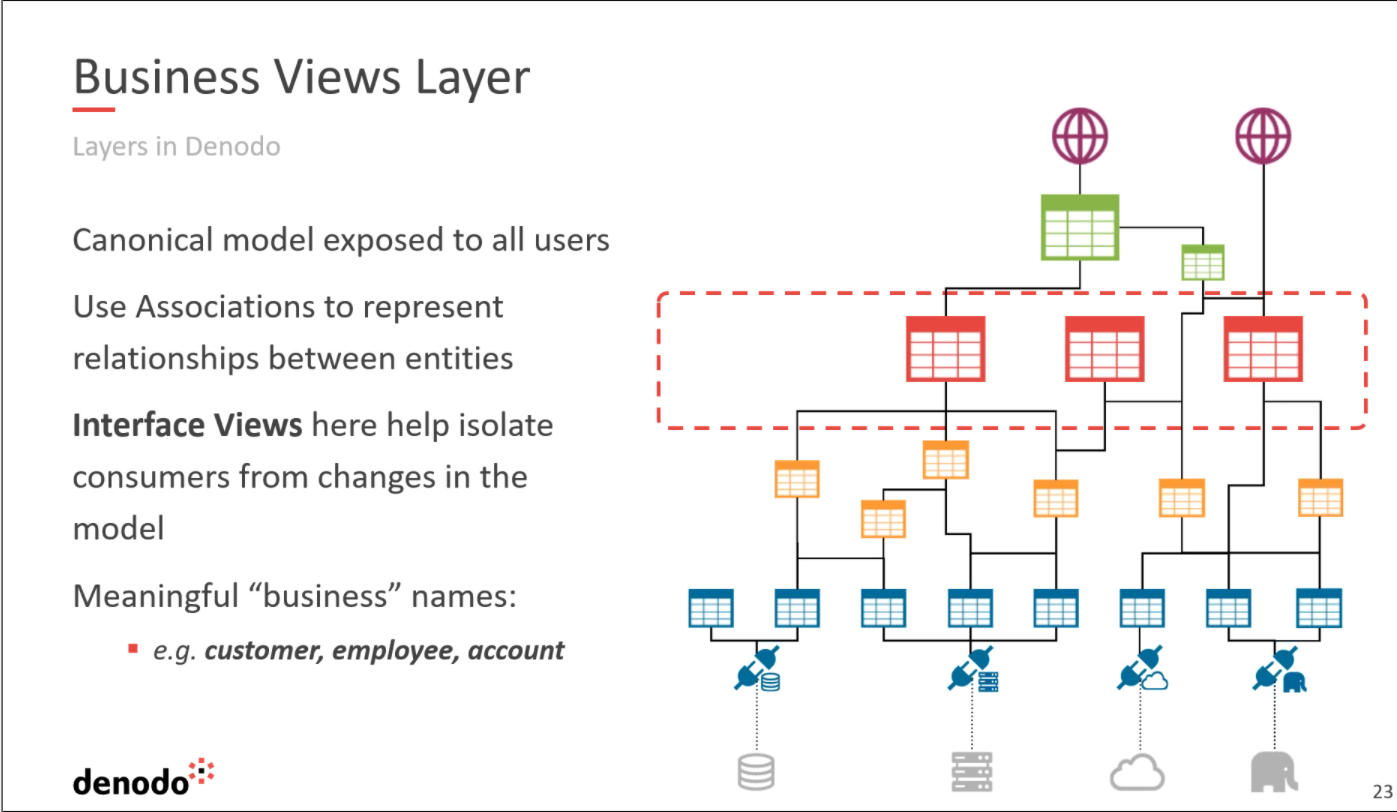 Business Views Layer
Layers in Denodo
Canonical model exposed to all users
Use Associations to represent
relationships between entities
Interface Views here help isolate
consumers from changes in the
model
Meaningful “business” names:
e.g. customer, employee, account
denodo
23